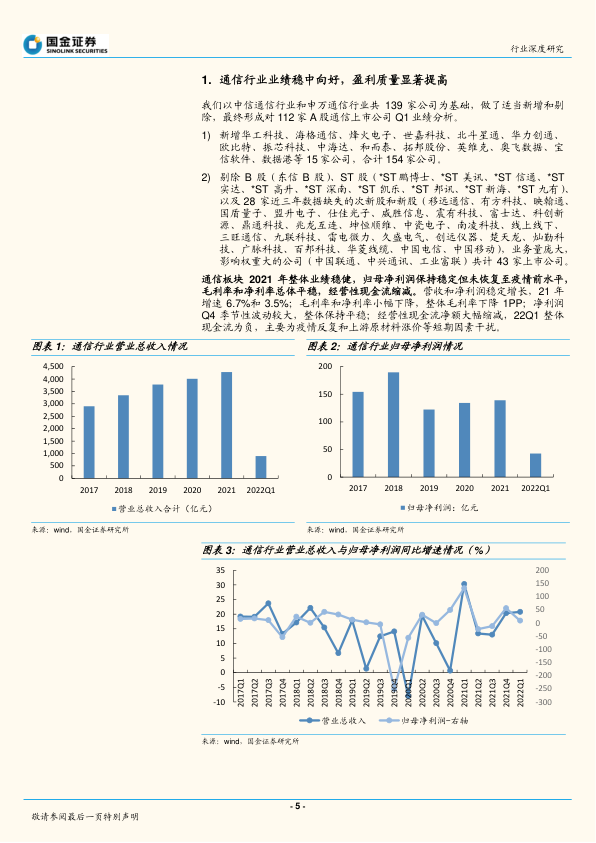 国金证券
SINOLINK SECURITIES
行业深度研究
1. 通信行业业绩稳中向好，盈利质量显著提高
我们以中信通信行业和申万通信行业共 139 家公司为基础，做了适当新增和剔
除，最终形成对 112 家 A 股通信上市公司 Q1 业绩分析。
1) 新增华工科技、海格通信、烽火电子、世嘉科技、北斗星通、华力创通、
欧比特、振芯科技、中海达、和而泰、拓邦股份、英维克、奥飞数据、宝
信软件、数据港等 15 家公司，合计 154 家公司。
2) 剔除 B 股（东信 B 股）、ST 股（*ST 鹏博士、*ST 美讯、*ST 信通、*ST
实达、*ST 高升、*ST 深南、*ST 凯乐、*ST 邦讯、*ST 新海、*ST 九有）、
以及 28 家近三年数据缺失的次新股和新股（移远通信、有方科技、映翰通、
国盾量子、盟升电子、仕佳光子、威胜信息、震有科技、富士达、科创新
源、鼎通科技、兆龙互连、坤恒顺维、中瓷电子、南凌科技、线上线下、
三旺通信、九联科技、雷电微力、久盛电气、创远仪器、楚天龙、灿勤科
技、广脉科技、百邦科技、华菱线缆、中国电信、中国移动）、业务量庞大，
影响权重大的公司（中国联通、中兴通讯、工业富联）共计 43 家上市公司。
通信板块 2021 年整体业绩稳健，归母净利润保持稳定但未恢复至疫情前水平，
毛利率和净利率总体平稳，经营性现金流缩减。营收和净利润稳定增长，21 年
增速 6.7%和 3.5%；毛利率和净利率小幅下降，整体毛利率下降 1PP；净利润
Q4 季节性波动较大，整体保持平稳；经营性现金流净额大幅缩减，22Q1 整体
现金流为负，主要为疫情反复和上游原材料涨价等短期因素干扰。
图表 1：通信行业营业总收入情况
4,500
4,000
3,500
3,000
2,500
2,000
1,500
1,000
500
0
2017 2018 2019 2020 2021 2022Q1
营业总收入合计（亿元）
来源：wind，国金证券研究所
图表 2：通信行业归母净利润情况
200
150
100
50
0
2017 2018 2019 2020 2021 2022Q1
归母净利润：亿元
来源：wind，国金证券研究所
图表 3：通信行业营业总收入与归母净利润同比增速情况（%）
35
30
25
20
15
10
5
0
-5
-10
200
150
100
50
0
-50
-100
-150
-200
-250
-300
2017Q1 2017Q2 2017Q3 2017Q4 2018Q1 2018Q2 2018Q3 2018Q4 2019Q1 2019Q2 2019Q3 2019Q4 2020Q1 2020Q2 2020Q3 2020Q4 2021Q1 2021Q2 2021Q3 2021Q4 2022Q1
营业总收入 归母净利润-右轴
来源：wind，国金证券研究所
- 5 -
敬请参阅最后一页特别声明